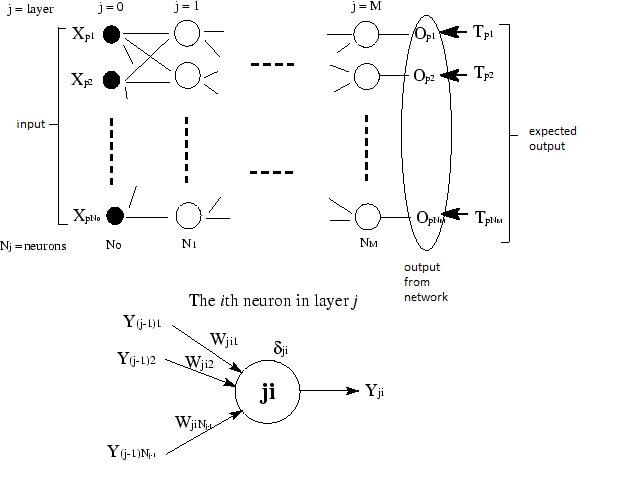 j = layer j = 0 j = 1 j = M
Xp1 Op1 Tp1
Xp2 Op2 Tp2
input
expected
output
XpN0 OpNM TpNM
Nj =neurons N0 N1 NM
output
from
network
The ith neuron in layer j
Y(j-1)1
Wji1
δji
Y(j-1)2
Wji2
ji
Yji
WjiNj-1
Y(j-1)Nj-1